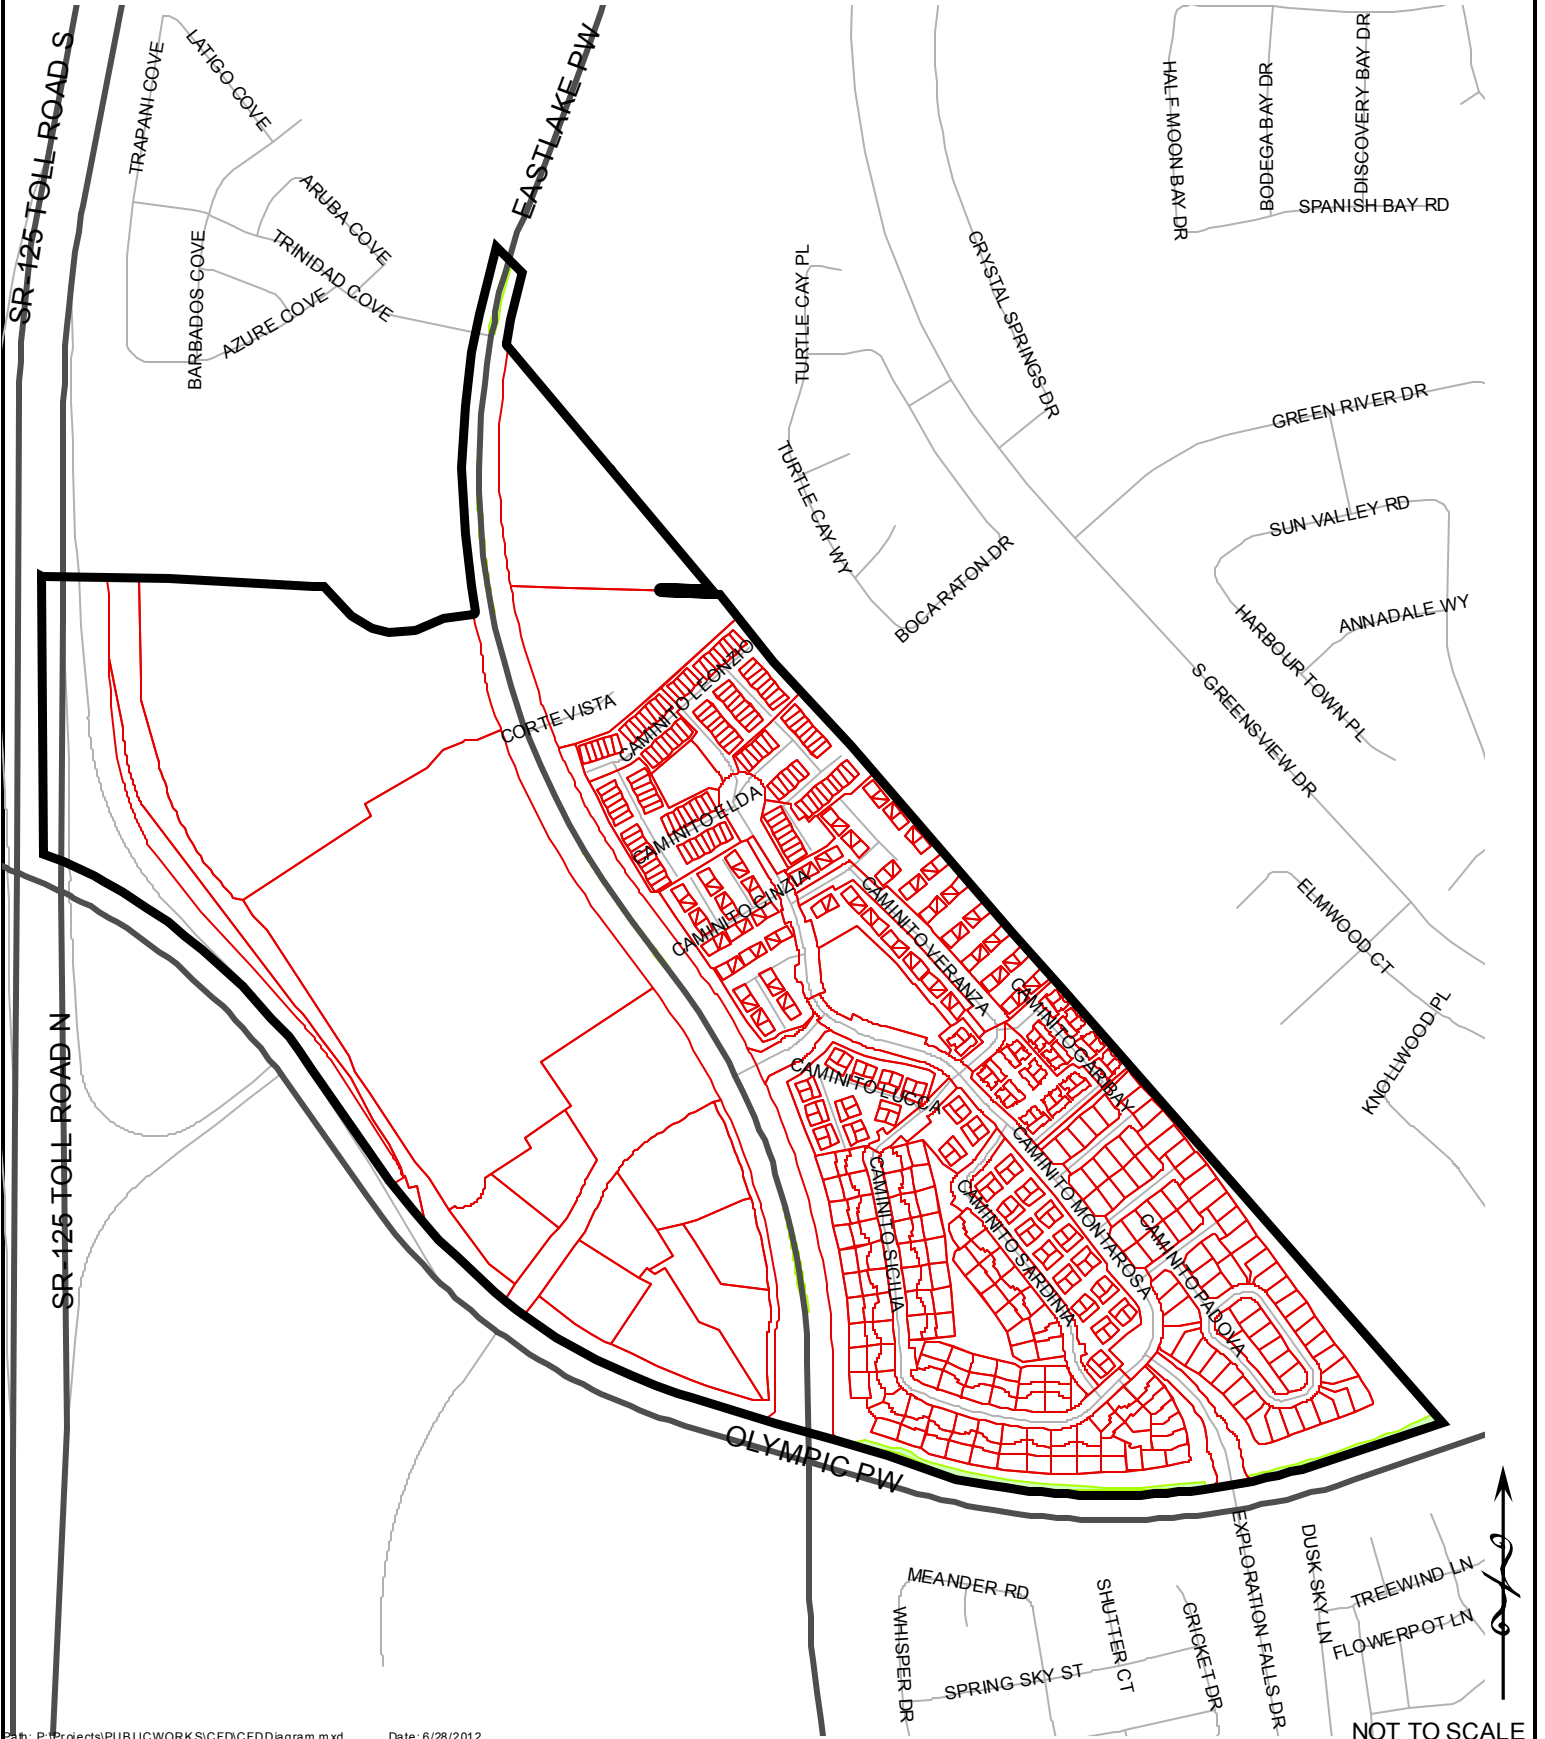 SR-125 TOLL ROAD S
TRAPANI COVE
LATIGO COVE
EASTLAKE PW
ARUBA COVE
TRINIDAD COVE
BARBADOS COVE
AZURE COVE
HALF MOON BAY DR
BODEGA BAY DR
DISCOVERY BAY DR
SPANISH BAY RD
TURTLE CAY PL
CRYSTAL SPRINGS DR
GREEN RIVER DR
TURTLE CAY WY
SUN VALLEY RD
BOCA RATON DR
ANNADALE WY
HARBOUR TOWN PL
S GREENSVIEW DR
CORTE VISTA
CAMINITO LEONZIO
CAMINITO ELDA
CAMINITO CINZIA
CAMINITO VERANZA
ELMWOOD CT
CAMINITO GARIBAY
KNOLLWOOD PL
SR-125 TOLL ROAD N
CAMINITO LUCCA
CAMINITO MONTAROSA
CAMINITO SICILIA
CAMINITO SARDINIA
CAMINITO PADOVA
OLYMPIC PW
EXPLORATION FALLS DR
DUSK SKY LN
MEANDER RD
TREEWIND LN
SHUTTER CT
CRICKET DR
WHISPER DR
FLOWERPOT LN
SPRING SKY ST
NOT TO SCALE
Path: P:\Projects\PUBLICWORKS\CFD\CFDDiagram.mxd Date: 6/28/2012